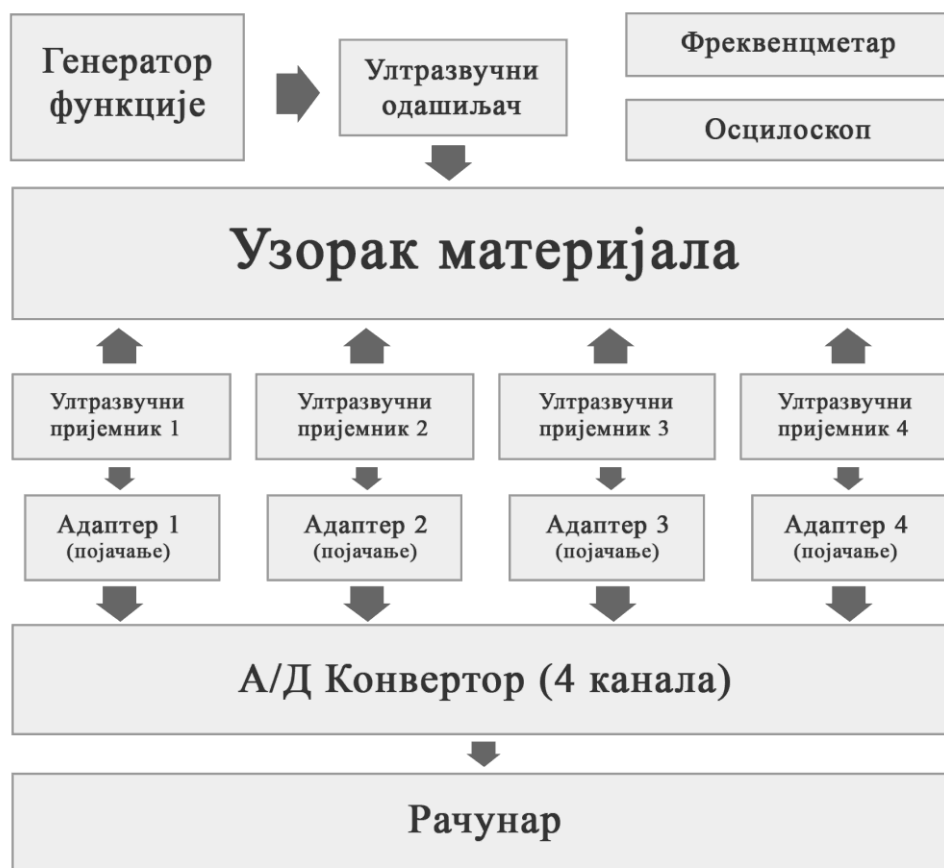 Генератор
функције
Ултразвучни
одашиљач
Фреквенцметар
Осцилоскоп
Узорак материјала
Ултразвучни
пријемник 1
Ултразвучни
пријемник 2
Ултразвучни
пријемник 3
Ултразвучни
пријемник 4
Адаптер 1
(појачање)
Адаптер 2
(појачање)
Адаптер 3
(појачање)
Адаптер 4
(појачање)
А/Д Конвертор (4 канала)
Рачунар